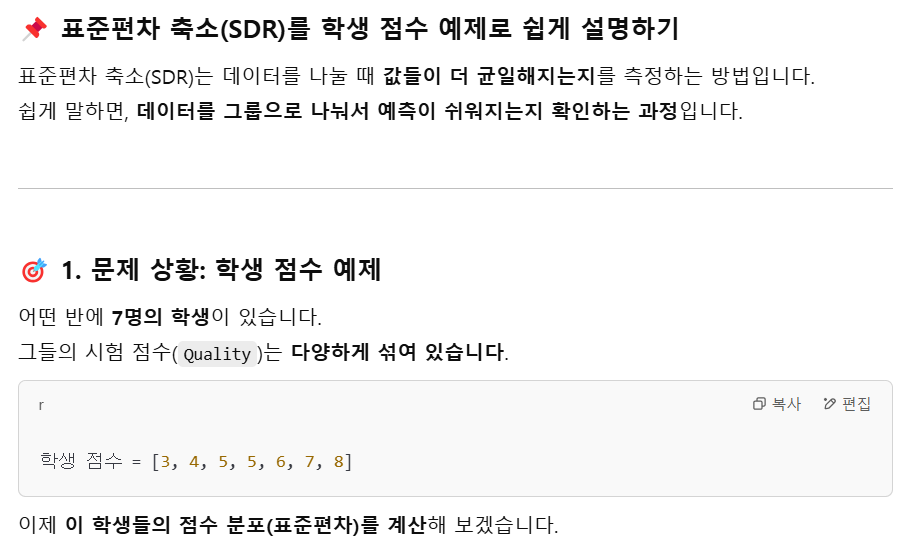 📌 표준편차 축소(SDR)를 학생 점수 예제로 쉽게 설명하기
표준편차 축소(SDR)는 데이터를 나눌 때 값들이 더 균일해지는지를 측정하는 방법입니다.
쉽게 말하면, 데이터를 그룹으로 나눠서 예측이 쉬워지는지 확인하는 과정입니다.
🎯 1. 문제 상황: 학생 점수 예제
어떤 반에 7명의 학생이 있습니다.
그들의 시험 점수(Quality)는 다양하게 섞여 있습니다.
r 복사 편집
학생 점수 = [3, 4, 5, 5, 6, 7, 8]
이제 이 학생들의 점수 분포(표준편차)를 계산해 보겠습니다.